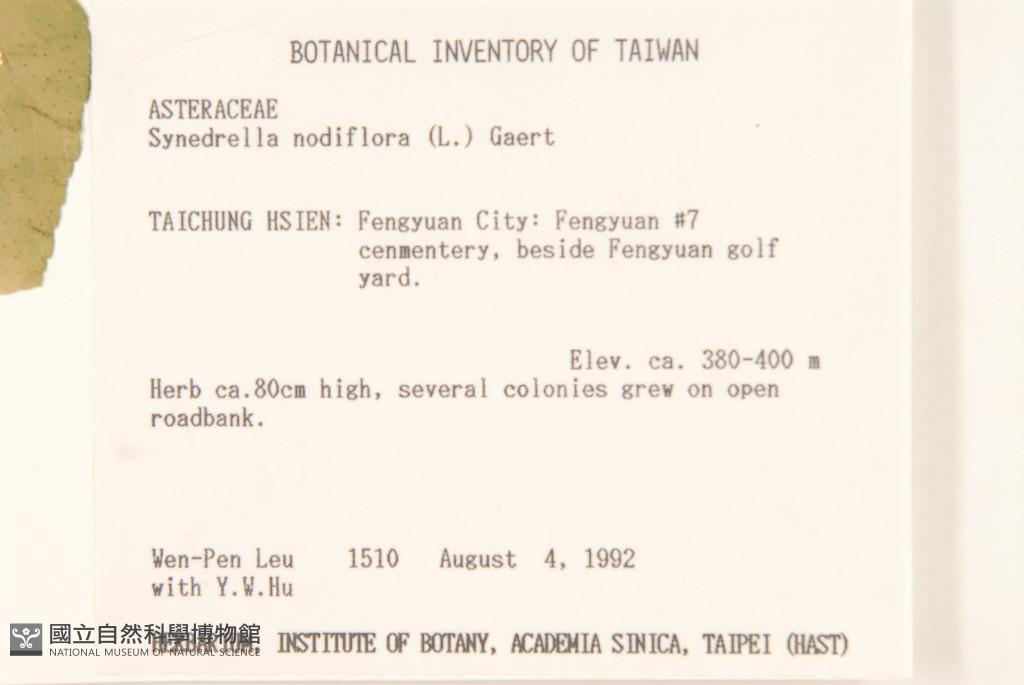 BOTANICAL INVENTORY OF TAIWAN
ASTERACEAE
Synedrella nodiflora (L.) Gaert
TAICHUNG HSIEN: Fengyuan City: Fengyuan #7
cenmentery, beside Fengyuan golf
yard.
Elev. ca. 380-400 m
Herb ca.80cm high, several colonies grew on open
roadbank.
Wen-Pen Leu 1510 August 4, 1992
with Y.W.Hu
INSTITUTE OF BOTANY, ACADEMIA SINICA, TAIPEI (HAST)
國立自然科學博物館
NATIONAL MUSEUM OF NATURAL SCIENCE